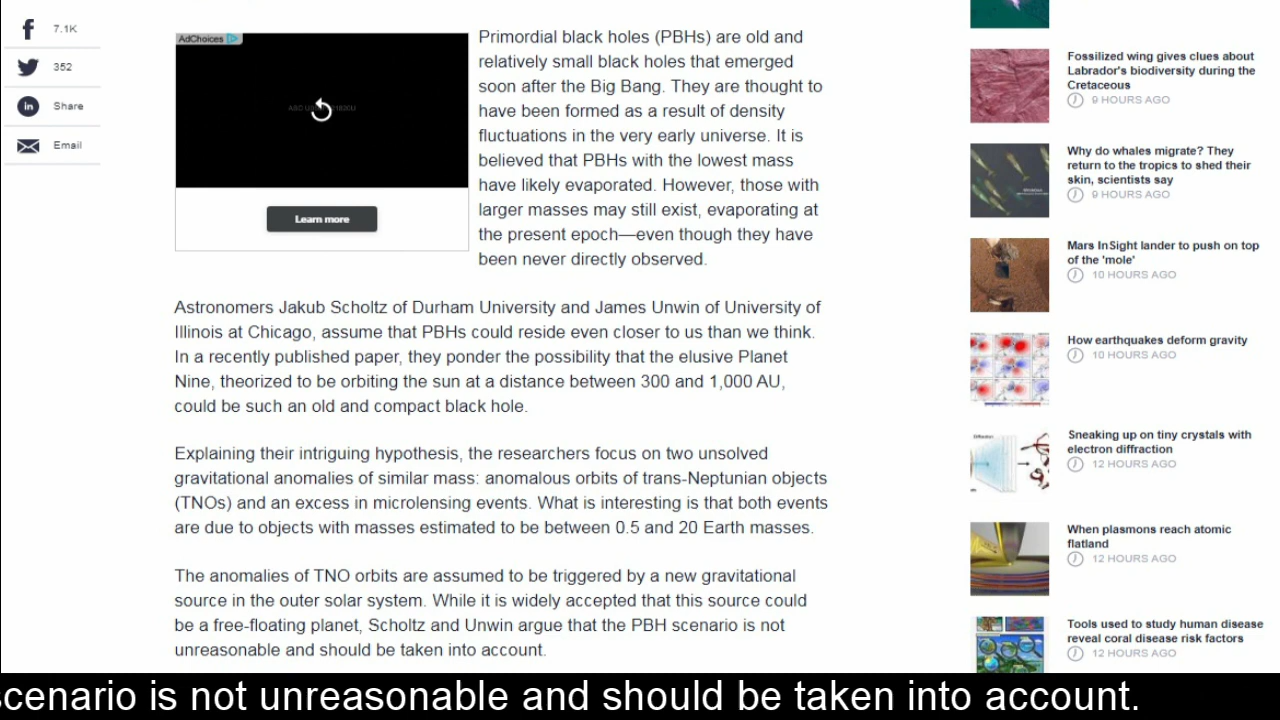 7.1K
352
Share
Email
AdChoices
Learn more
Primordial black holes (PBHs) are old and
relatively small black holes that emerged
soon after the Big Bang. They are thought to
have been formed as a result of density
fluctuations in the very early universe. It is
believed that PBHs with the lowest mass
have likely evaporated. However, those with
larger masses may still exist, evaporating at
the present epoch—even though they have
been never directly observed.
Astronomers Jakub Scholtz of Durham University and James Unwin of University of
Illinois at Chicago, assume that PBHs could reside even closer to us than we think.
In a recently published paper, they ponder the possibility that the elusive Planet
Nine, theorized to be orbiting the sun at a distance between 300 and 1,000 AU,
could be such an old and compact black hole.
Explaining their intriguing hypothesis, the researchers focus on two unsolved
gravitational anomalies of similar mass: anomalous orbits of trans-Neptunian objects
(TNOs) and an excess in microlensing events. What is interesting is that both events
are due to objects with masses estimated to be between 0.5 and 20 Earth masses.
The anomalies of TNO orbits are assumed to be triggered by a new gravitational
source in the outer solar system. While it is widely accepted that this source could
be a free-floating planet, Scholtz and Unwin argue that the PBH scenario is not
unreasonable and should be taken into account.
Fossilized wing gives clues about
Labrador's biodiversity during the
Cretaceous
9 HOURS AGO
Why do whales migrate? They
return to the tropics to shed their
skin, scientists say
9 HOURS AGO
Mars InSight lander to push on top
of the 'mole'
10 HOURS AGO
How earthquakes deform gravity
10 HOURS AGO
Sneaking up on tiny crystals with
electron diffraction
12 HOURS AGO
When plasmons reach atomic
flatland
12 HOURS AGO
Tools used to study human disease
reveal coral disease risk factors
12 HOURS AGO
scenario is not unreasonable and should be taken into account.